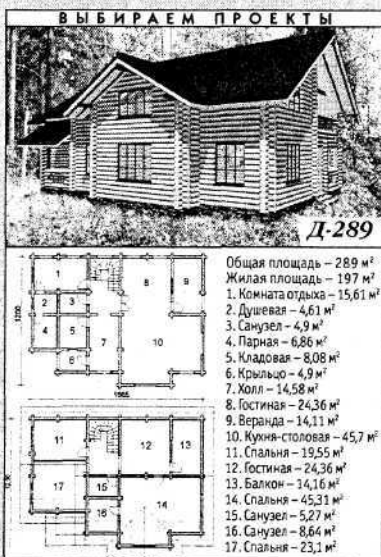 ВЫБИРАЕМ ПРОЕКТЫ
Д-289
Общая площадь – 289 м²
Жилая площадь – 197 м²
1. Комната отдыха – 15,61 м²
2. Душевая – 4,61 м²
3. Санузел – 4,9 м²
4. Парная – 6,86 м²
5. Кладовая – 8,08 м²
6. Крыльцо – 4,9 м²
7. Холл – 14,58 м²
8. Гостиная – 24,36 м²
9. Веранда – 14,11 м²
10. Кухня-столовая – 45,7 м²
11. Спальня – 19,55 м²
12. Гостиная – 24,36 м²
13. Балкон – 14,16 м²
14. Спальня – 45,31 м²
15. Санузел – 5,27 м²
16. Санузел – 8,64 м²
17. Спальня – 23,1 м²
1 8 9
2 3
4 5
6 7 10
1200
11 12 13
17 15
16 14